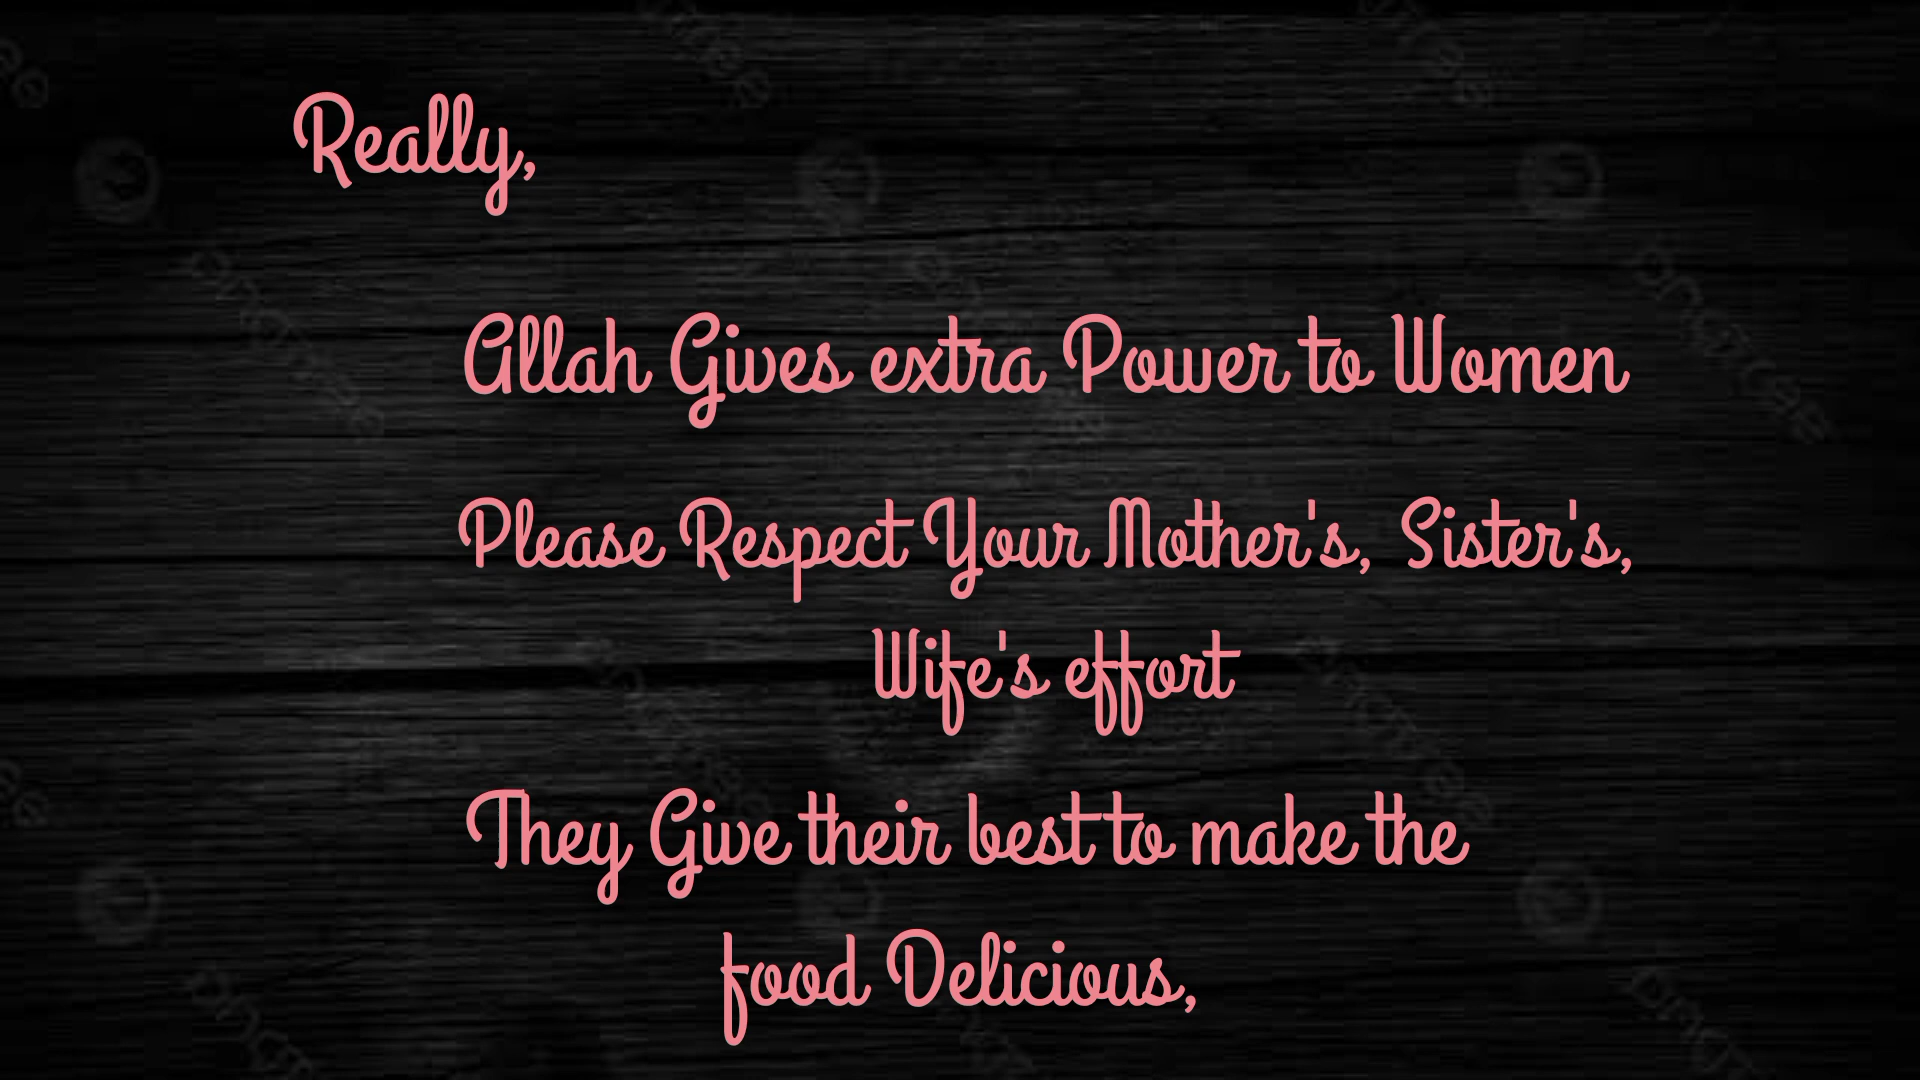 Really,
Allah Gives extra Power to Women
Please Respect Your Mother's, Sister's,
Wife's effort
They Give their best to make the
food Delicious,